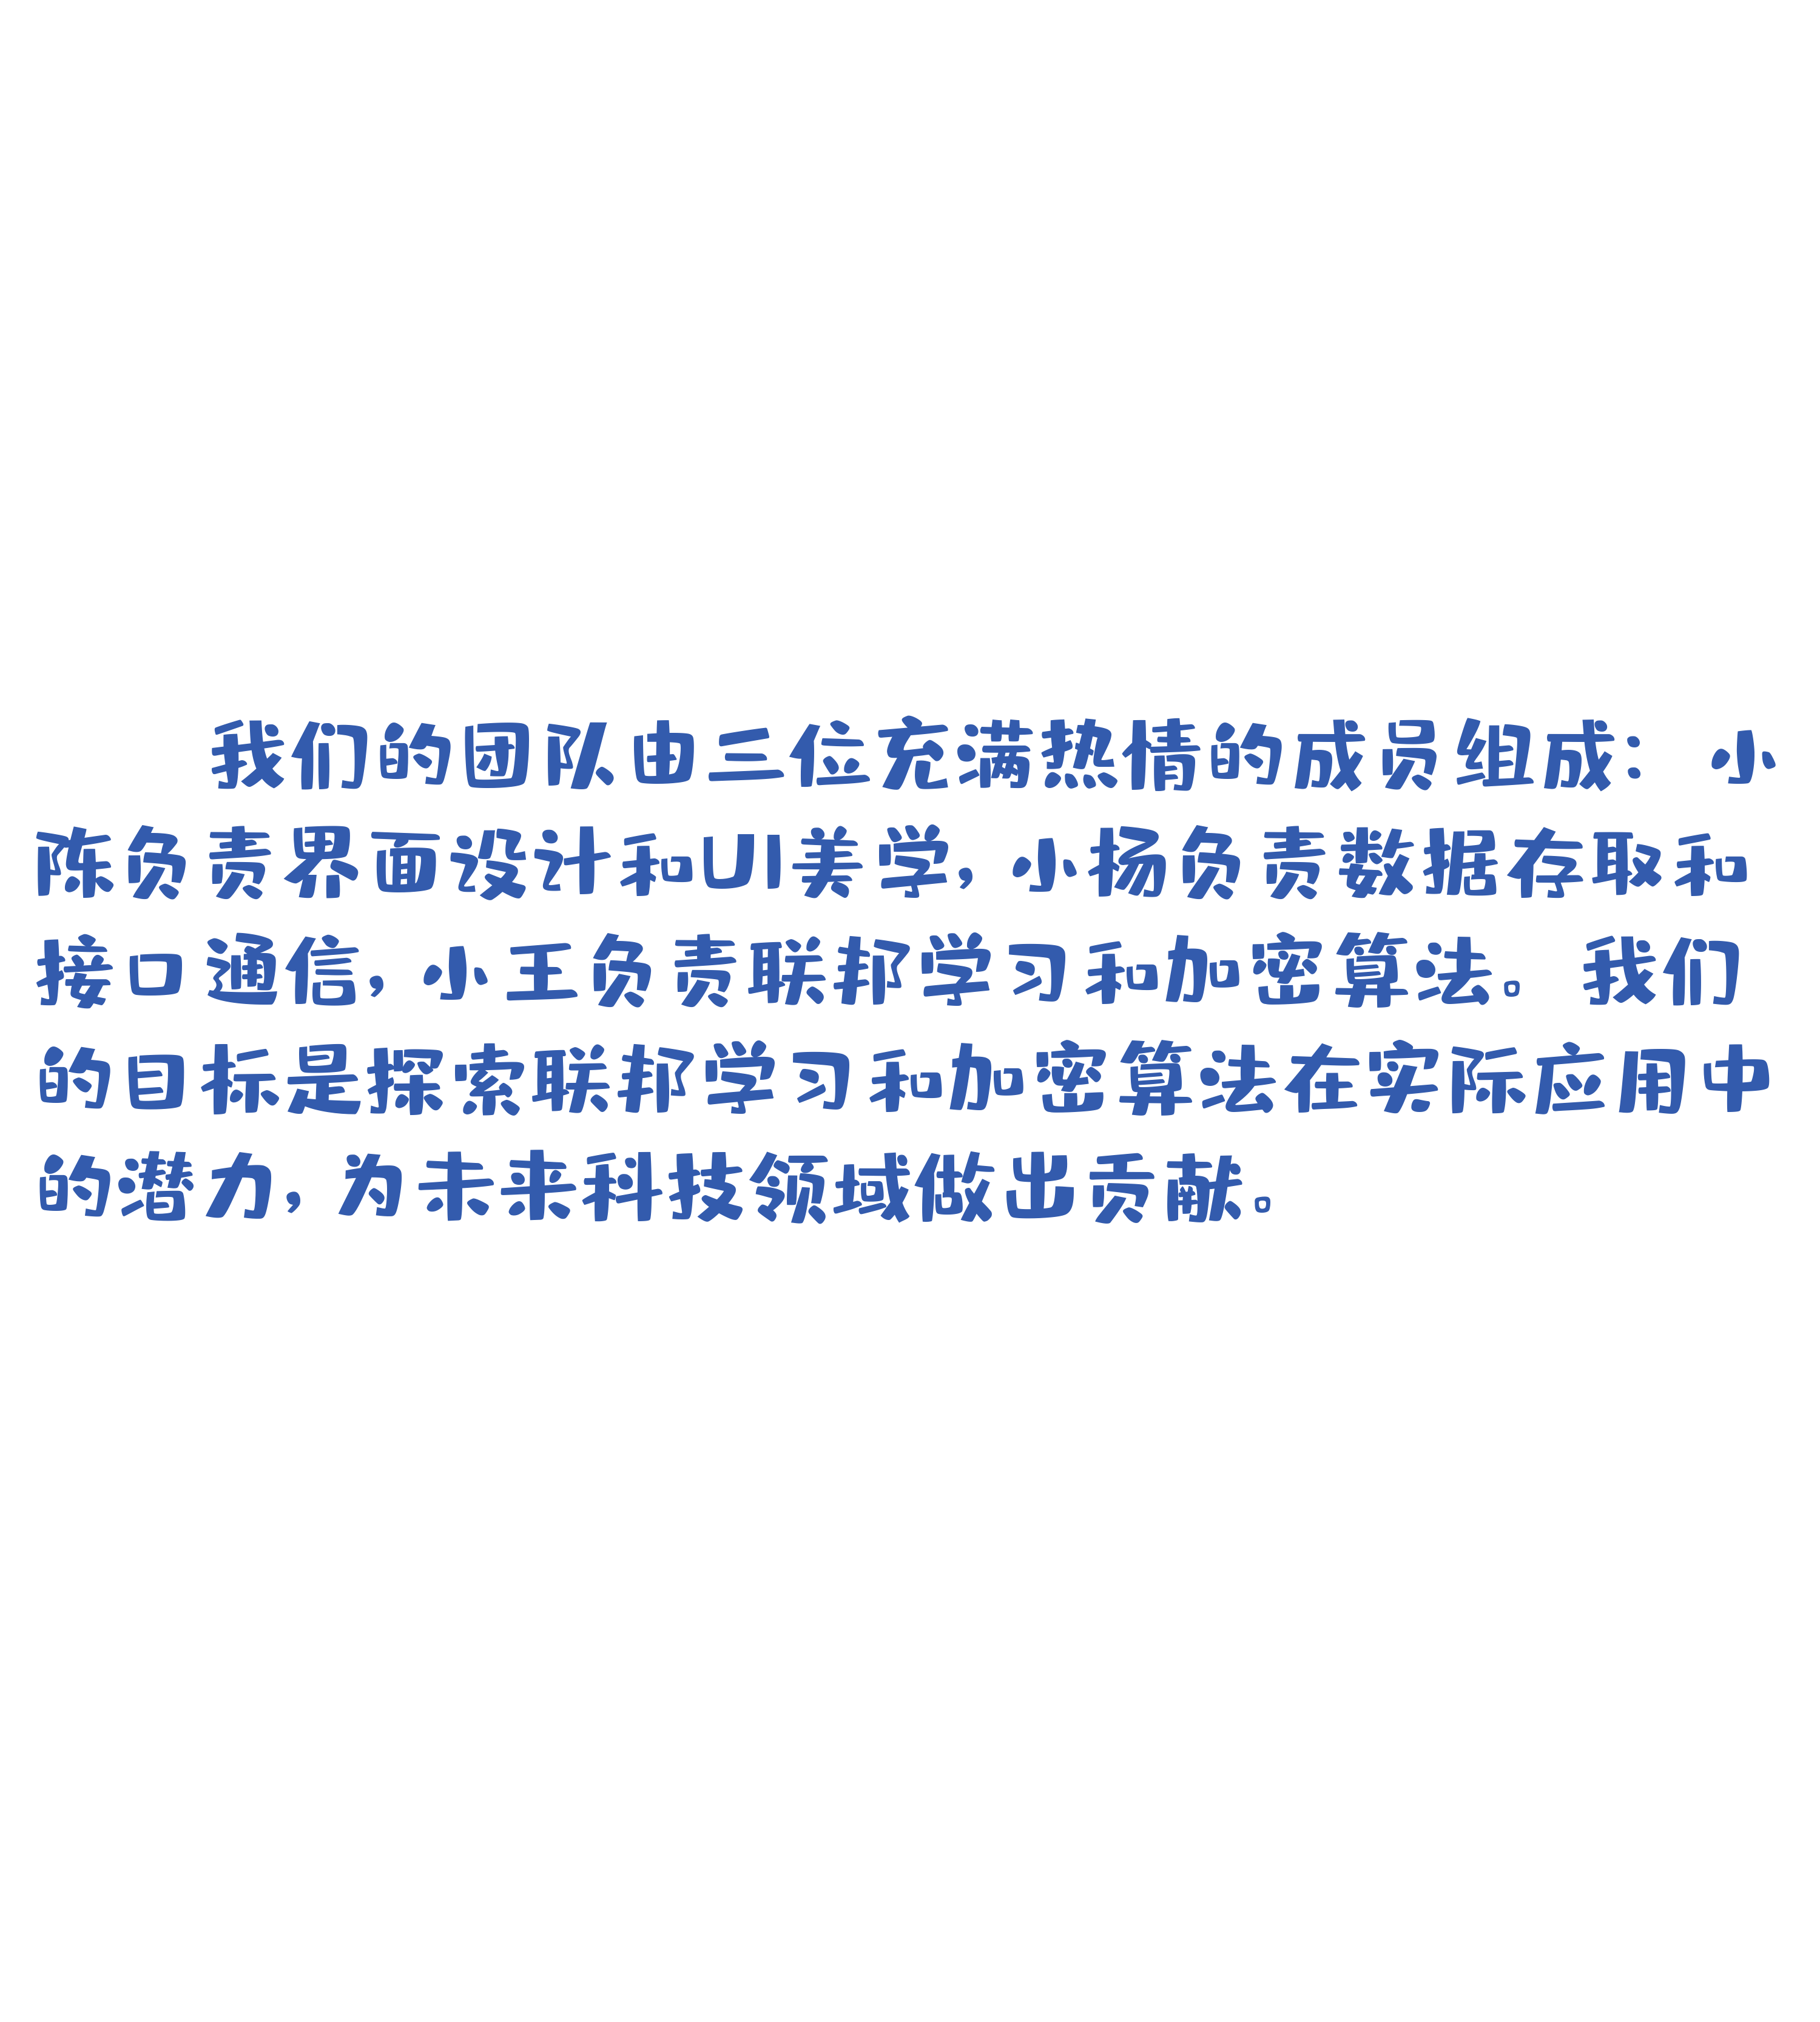 我们的团队由三位充满热情的成员组成：小
陈负责界面设计和UI美学，小扬负责数据存取和
接口通信，小王负责联邦学习和加密算法。我们
的目标是探索联邦学习和加密算法在实际应用中
的潜力，为未来科技领域做出贡献。